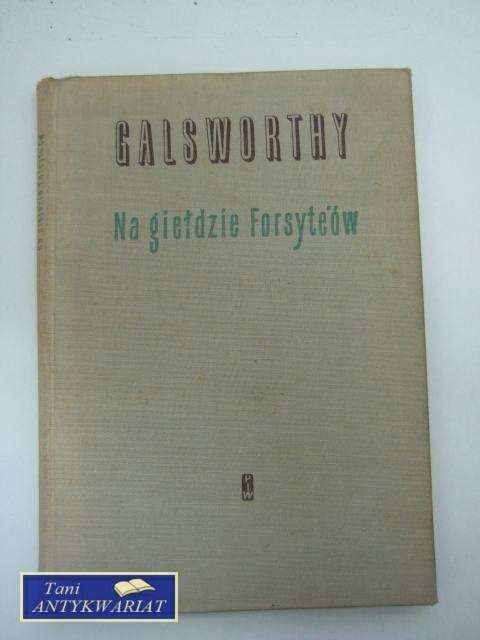 GALSWORTHY
Na giełdzie Forsyteów
PIW
Tani
ANTYKWARIAT